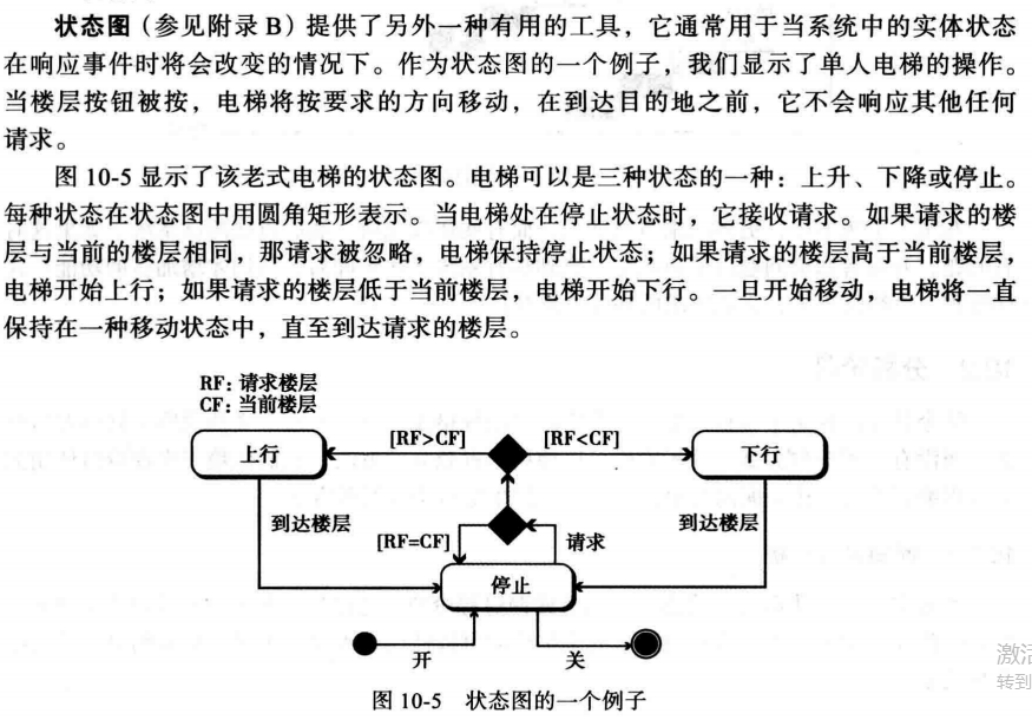 状态图（参见附录 B）提供了另外一种有用的工具，它通常用于当系统中的实体状态
在响应事件时将会改变的情况下。作为状态图的一个例子，我们显示了单人电梯的操作。
当楼层按钮被按，电梯将按要求的方向移动，在到达目的地之前，它不会响应其他任何
请求。
图 10-5 显示了该老式电梯的状态图。电梯可以是三种状态的一种：上升、下降或停止。
每种状态在状态图中用圆角矩形表示。当电梯处在停止状态时，它接收请求。如果请求的楼
层与当前的楼层相同，那请求被忽略，电梯保持停止状态；如果请求的楼层高于当前楼层，
电梯开始上行；如果请求的楼层低于当前楼层，电梯开始下行。一旦开始移动，电梯将一直
保持在一种移动状态中，直至到达请求的楼层。
RF：请求楼层
CF：当前楼层
上行
[RF>CF]
[RF<CF]
下行
到达楼层
[RF=CF]
请求
到达楼层
停止
开
关
激活
转到
图 10-5 状态图的一个例子